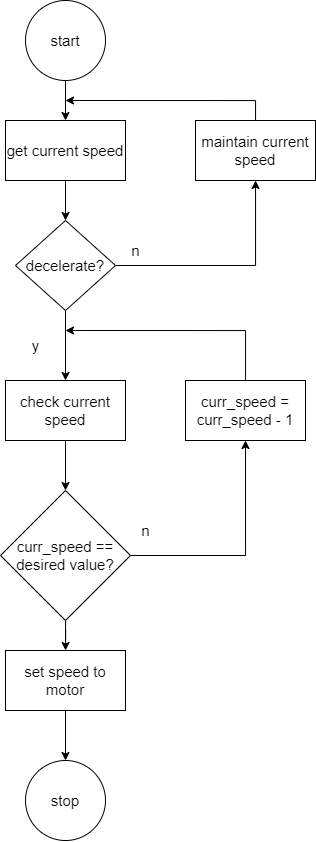 start
get current speed
maintain current
speed
decelerate?
n
y
check current
speed
curr_speed =
curr_speed - 1
curr_speed ==
desired value?
n
set speed to
motor
stop